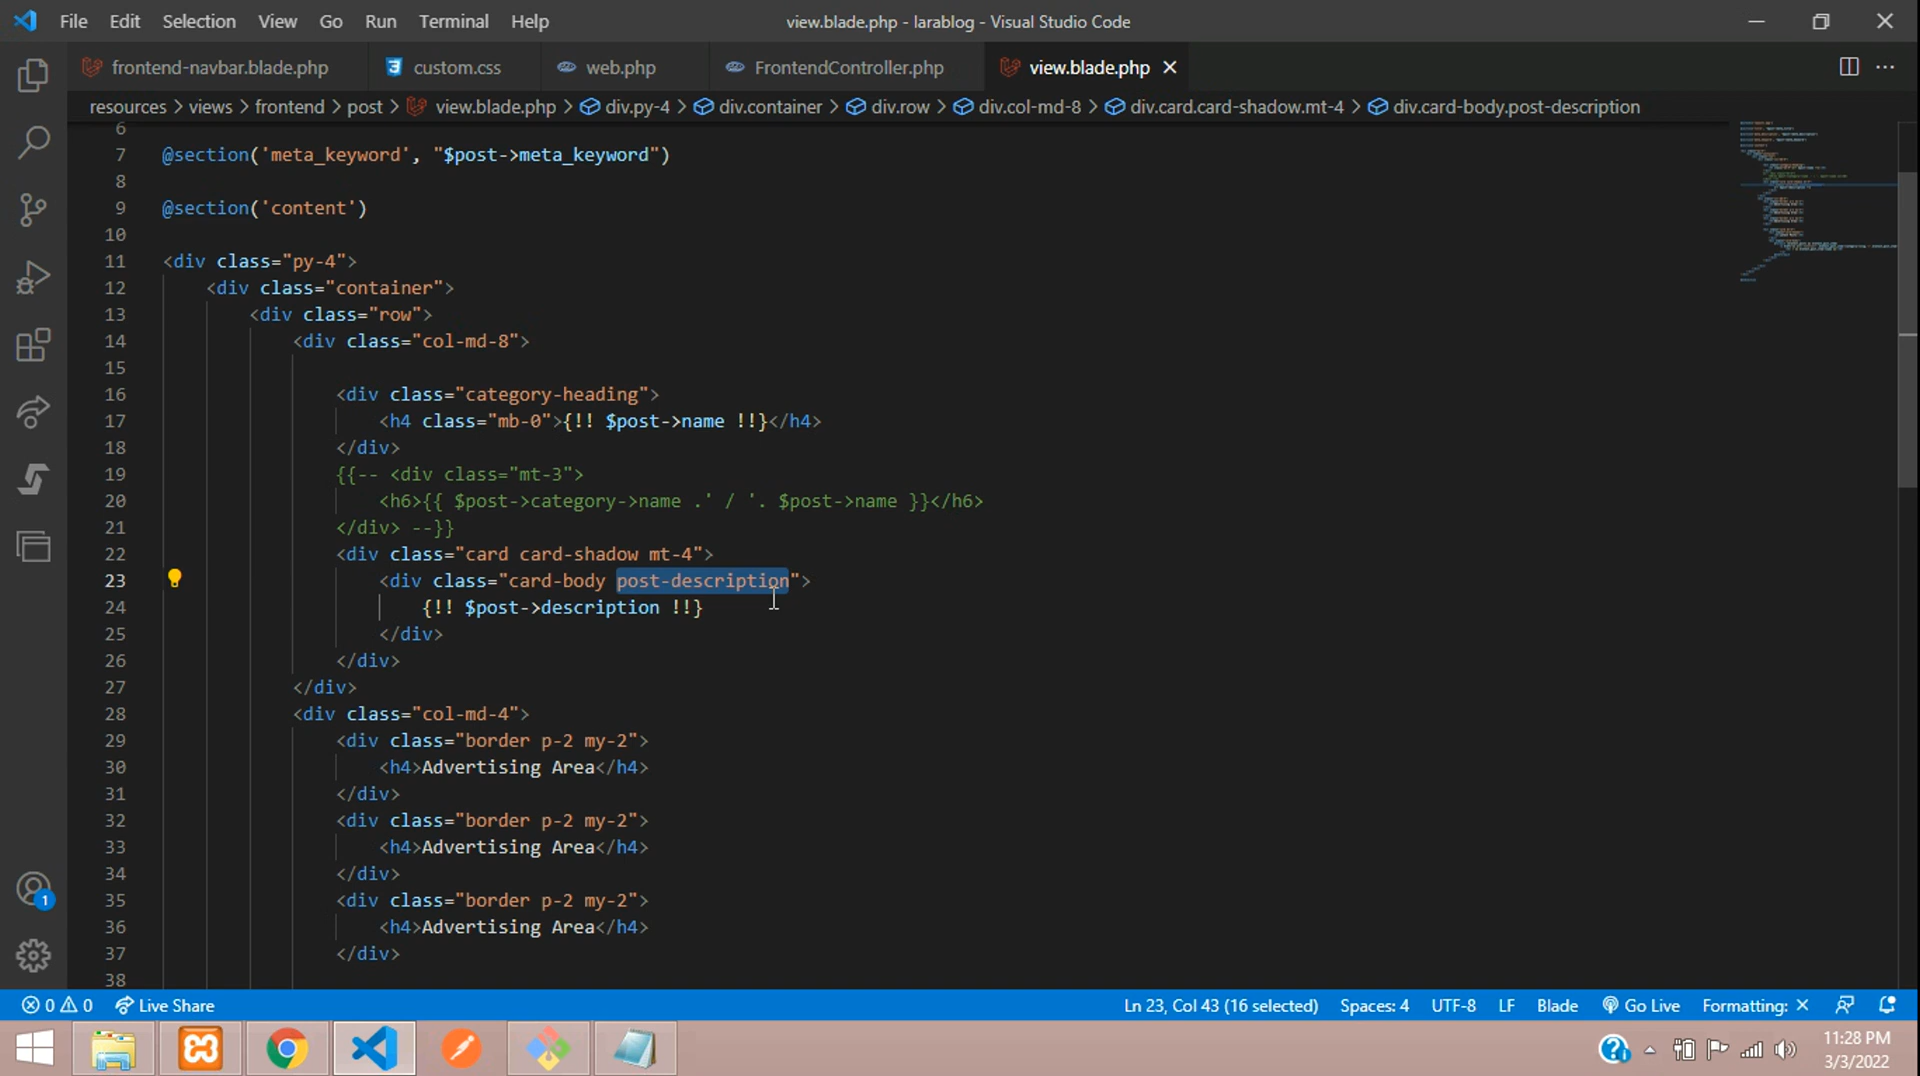 File Edit Selection View Go Run Terminal Help view.blade.php - larablog - Visual Studio Code
frontend-navbar.blade.php custom.css web.php FrontendController.php view.blade.php
resources > views > frontend > post > view.blade.php > div.py-4 > div.container > div.row > div.col-md-8 > div.card.card-shadow.mt-4 > div.card-body.post-description
6
7 @section('meta_keyword', "$post->meta_keyword")
8
9 @section('content')
10
11 <div class="py-4">
12 <div class="container">
13 <div class="row">
14 <div class="col-md-8">
15
16 <div class="category-heading">
17 <h4 class="mb-0">{!! $post->name !!}</h4>
18 </div>
19 {{-- <div class="mt-3">
20 <h6>{{ $post->category->name .' / '. $post->name }}</h6>
21 </div> --}}
22 <div class="card card-shadow mt-4">
23 <div class="card-body post-description">
24 {!! $post->description !!}
25 </div>
26 </div>
27 </div>
28 <div class="col-md-4">
29 <div class="border p-2 my-2">
30 <h4>Advertising Area</h4>
31 </div>
32 <div class="border p-2 my-2">
33 <h4>Advertising Area</h4>
34 </div>
35 <div class="border p-2 my-2">
36 <h4>Advertising Area</h4>
37 </div>
38
1
0 0 Live Share Ln 23, Col 43 (16 selected) Spaces: 4 UTF-8 LF Blade Go Live Formatting: ×
11:28 PM
3/3/2022